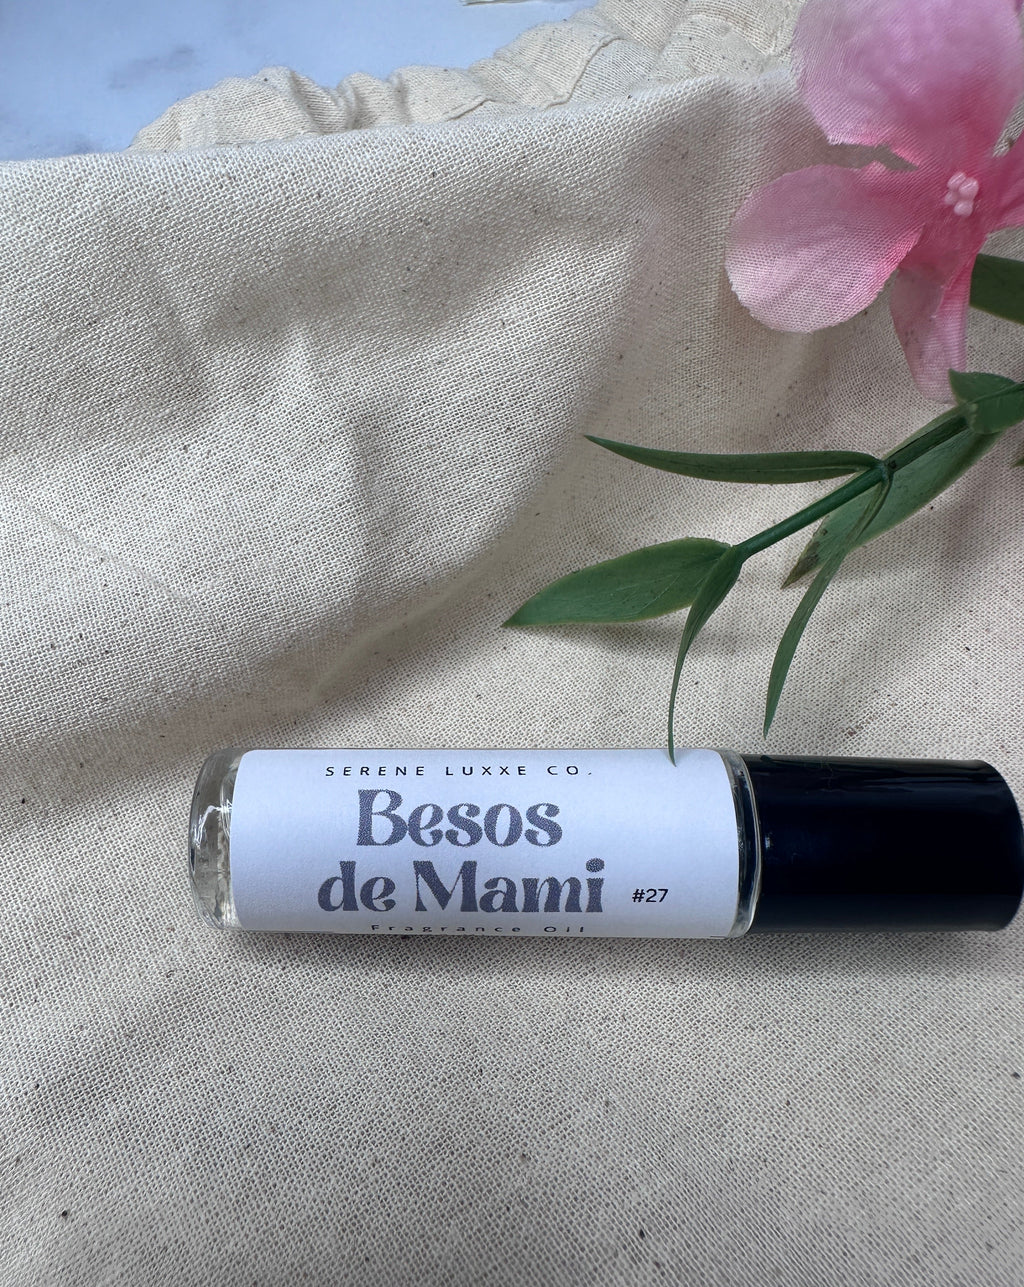 SERENE LUXXE CO.
Besos
de Mami #27
Fragrance Oil